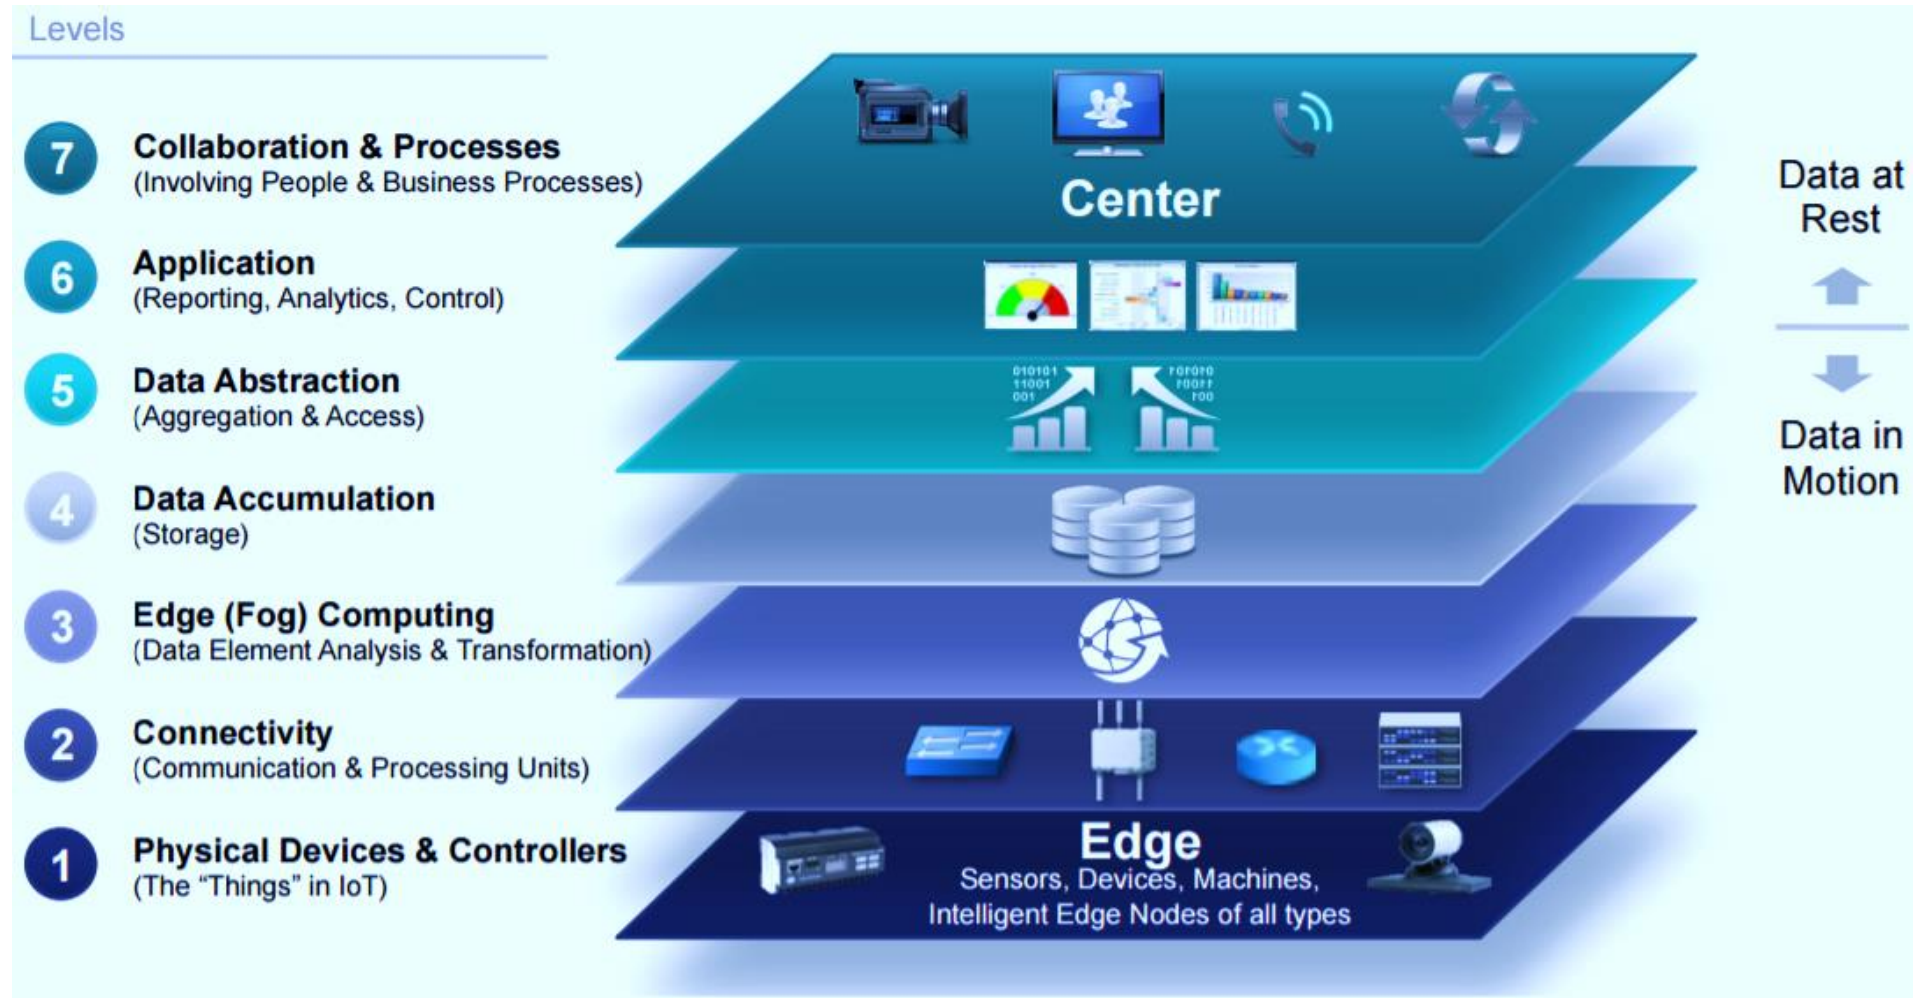 Levels
7
Collaboration & Processes
(Involving People & Business Processes)
6
Application
(Reporting, Analytics, Control)
5
Data Abstraction
(Aggregation & Access)
4
Data Accumulation
(Storage)
3
Edge (Fog) Computing
(Data Element Analysis & Transformation)
2
Connectivity
(Communication & Processing Units)
1
Physical Devices & Controllers
(The “Things” in IoT)
Center
010101
11001
001
Edge
Sensors, Devices, Machines,
Intelligent Edge Nodes of all types
Data at
Rest
Data in
Motion